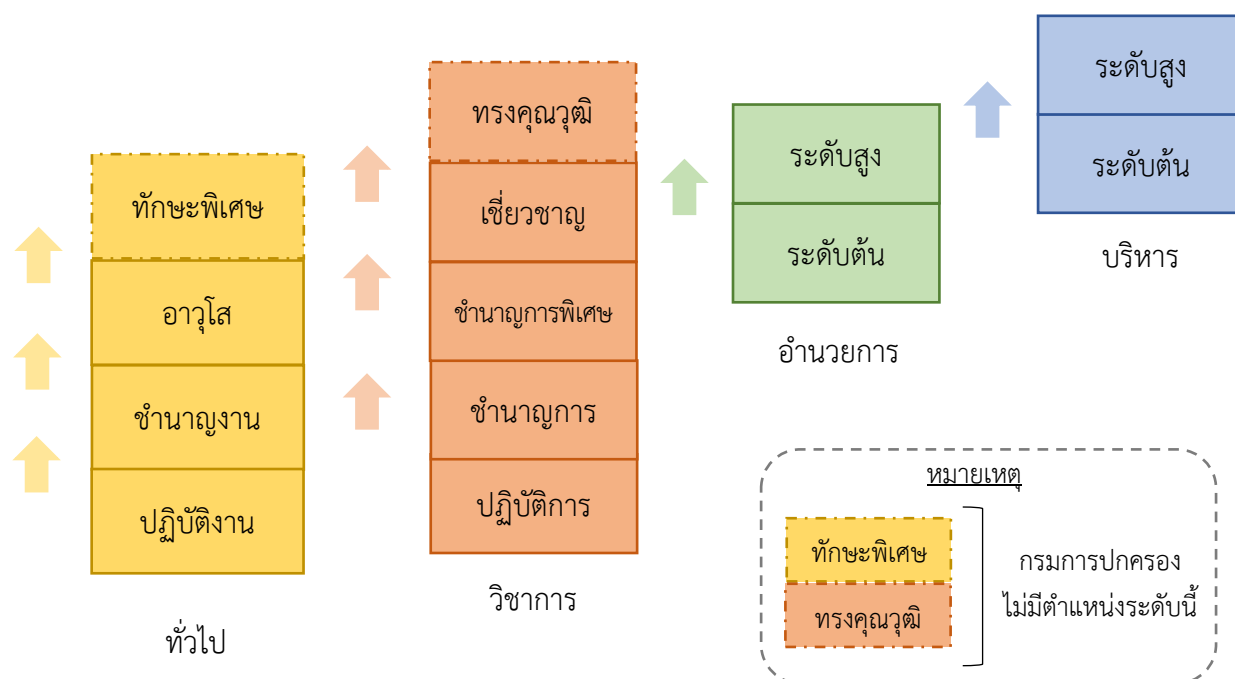 ทักษะพิเศษ
อาวุโส
ชำนาญงาน
ปฏิบัติงาน
ทั่วไป
ทรงคุณวุฒิ
เชี่ยวชาญ
ชำนาญการพิเศษ
ชำนาญการ
ปฏิบัติการ
วิชาการ
ระดับสูง
ระดับต้น
อำนวยการ
ระดับสูง
ระดับต้น
บริหาร
หมายเหตุ
ทักษะพิเศษ
ทรงคุณวุฒิ
กรมการปกครอง
ไม่มีตำแหน่งระดับนี้